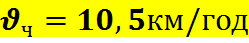 𝝑ч = 10,5км/год